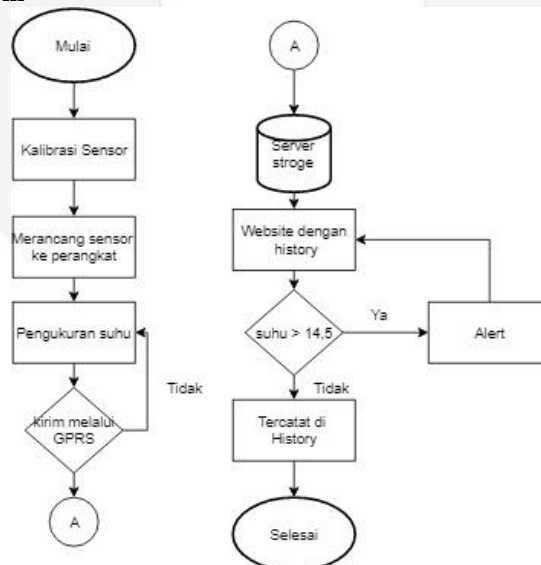 Mulai
Kalibrasi Sensor
Merancang sensor
ke perangkat
Pengukuran suhu
Tidak
kirim melalui
GPRS
A
A
Server
stroge
Website dengan
history
suhu > 14,5
Ya
Alert
Tidak
Tercatat di
History
Selesai